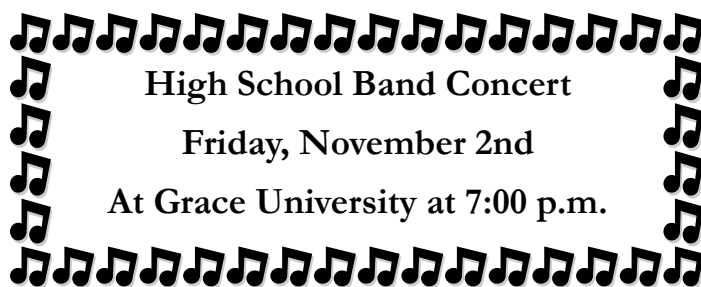 High School Band Concert
Friday, November 2nd
At Grace University at 7:00 p.m.